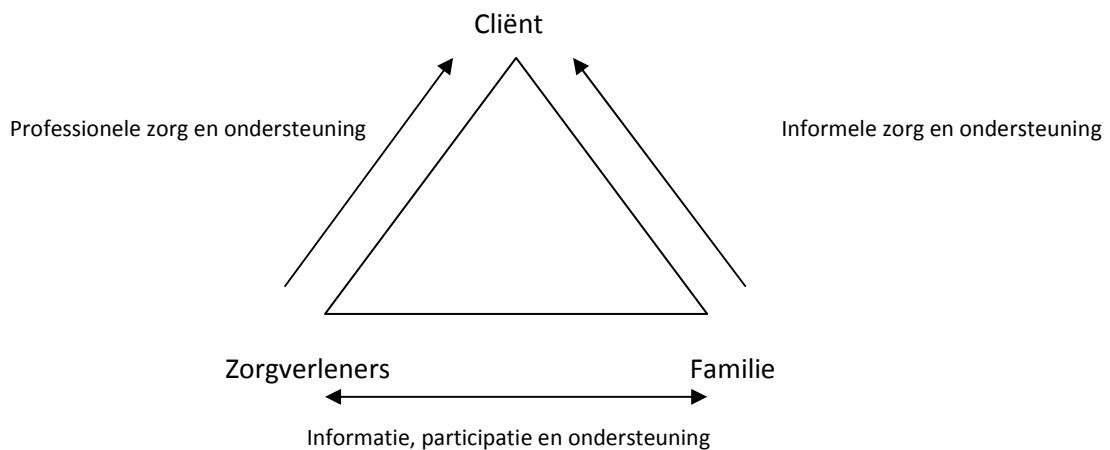 Cliënt
Professionele zorg en ondersteuning
Informele zorg en ondersteuning
Zorgverleners
Familie
Informatie, participatie en ondersteuning